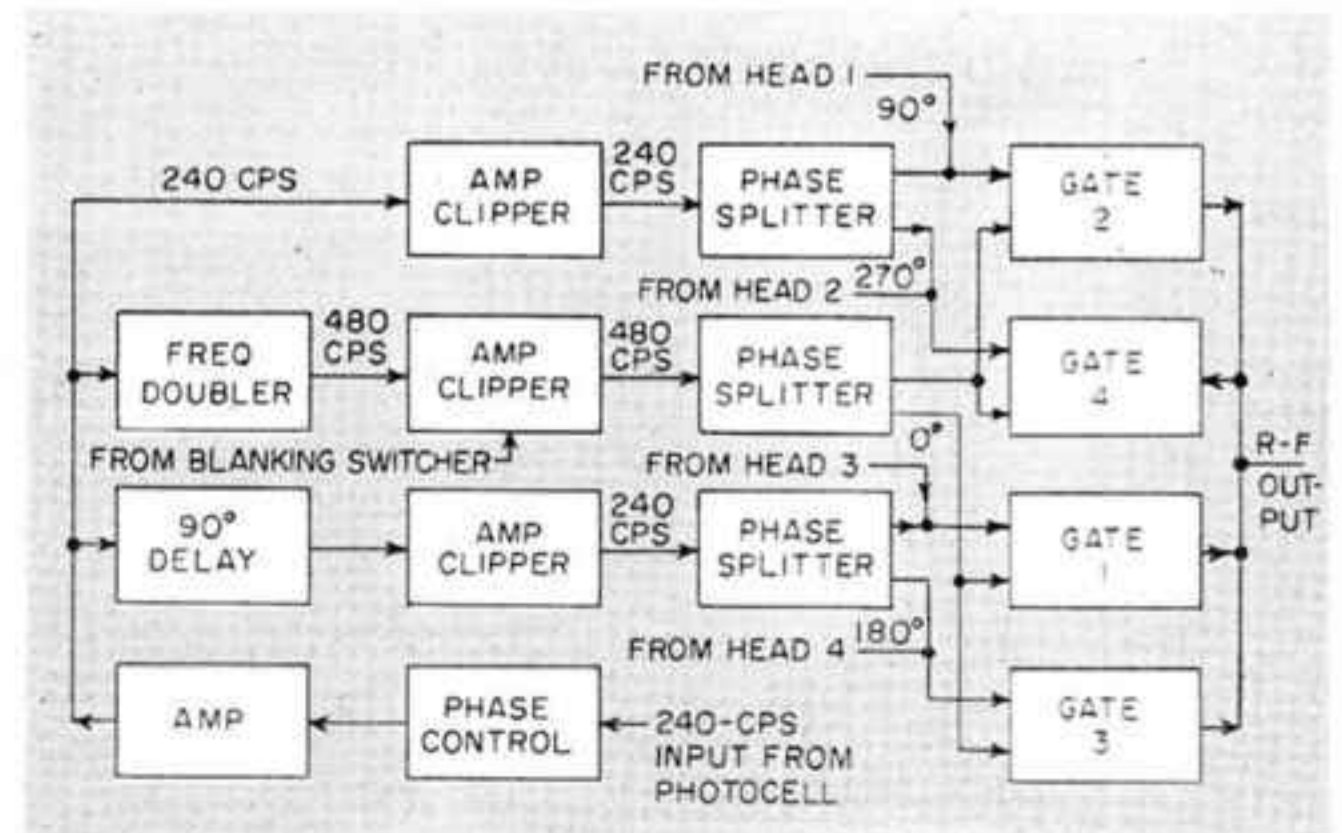 FROM HEAD 1
90°
240 CPS
AMP
CLIPPER
240
CPS
PHASE
SPLITTER
GATE
2
FROM HEAD 2
270°
FREQ
DOUBLER
480
CPS
AMP
CLIPPER
480
CPS
PHASE
SPLITTER
GATE
4
FROM BLANKING SWITCHER
FROM HEAD 3
0°
R-F
OUT-
PUT
90°
DELAY
AMP
CLIPPER
240
CPS
PHASE
SPLITTER
GATE
1
FROM HEAD 4
180°
AMP
PHASE
CONTROL
240-CPS
INPUT FROM
PHOTOCELL
GATE
3